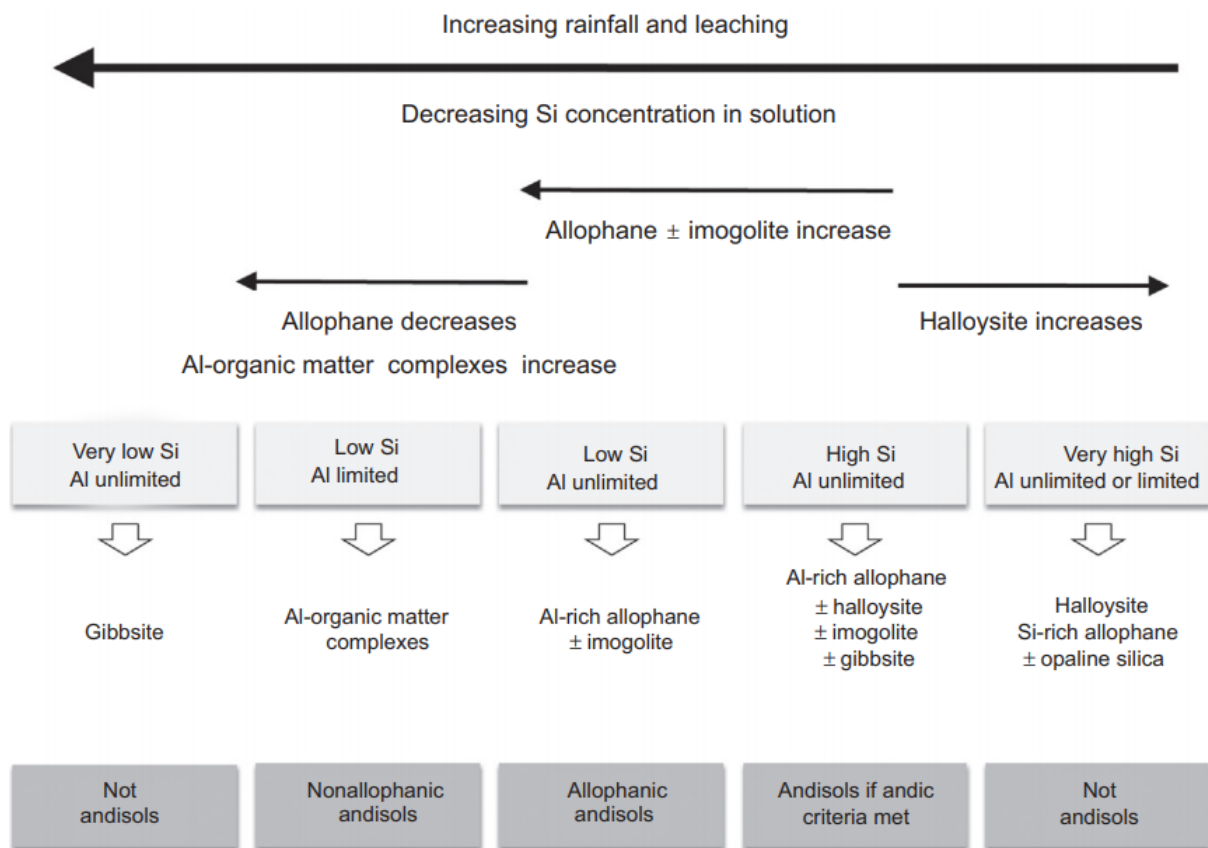 Increasing rainfall and leaching
Decreasing Si concentration in solution
Allophane ± imogolite increase
Allophane decreases
Al-organic matter complexes increase
Halloysite increases
Very low Si
Al unlimited
Low Si
Al limited
Low Si
Al unlimited
High Si
Al unlimited
Very high Si
Al unlimited or limited
Gibbsite
Al-organic matter
complexes
Al-rich allophane
± imogolite
Al-rich allophane
± halloysite
± imogolite
± gibbsite
Halloysite
Si-rich allophane
± opaline silica
Not
andisols
Nonallophanic
andisols
Allophanic
andisols
Andisols if andic
criteria met
Not
andisols